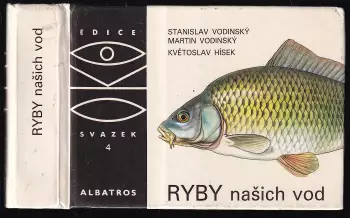 RYBY našich vod
EDICE
SVAZEK
4
ALBATROS
STANISLAV VODINSKÝ
MARTIN VODINSKÝ
KVĚTOSLAV HÍSEK
RYBY našich vod